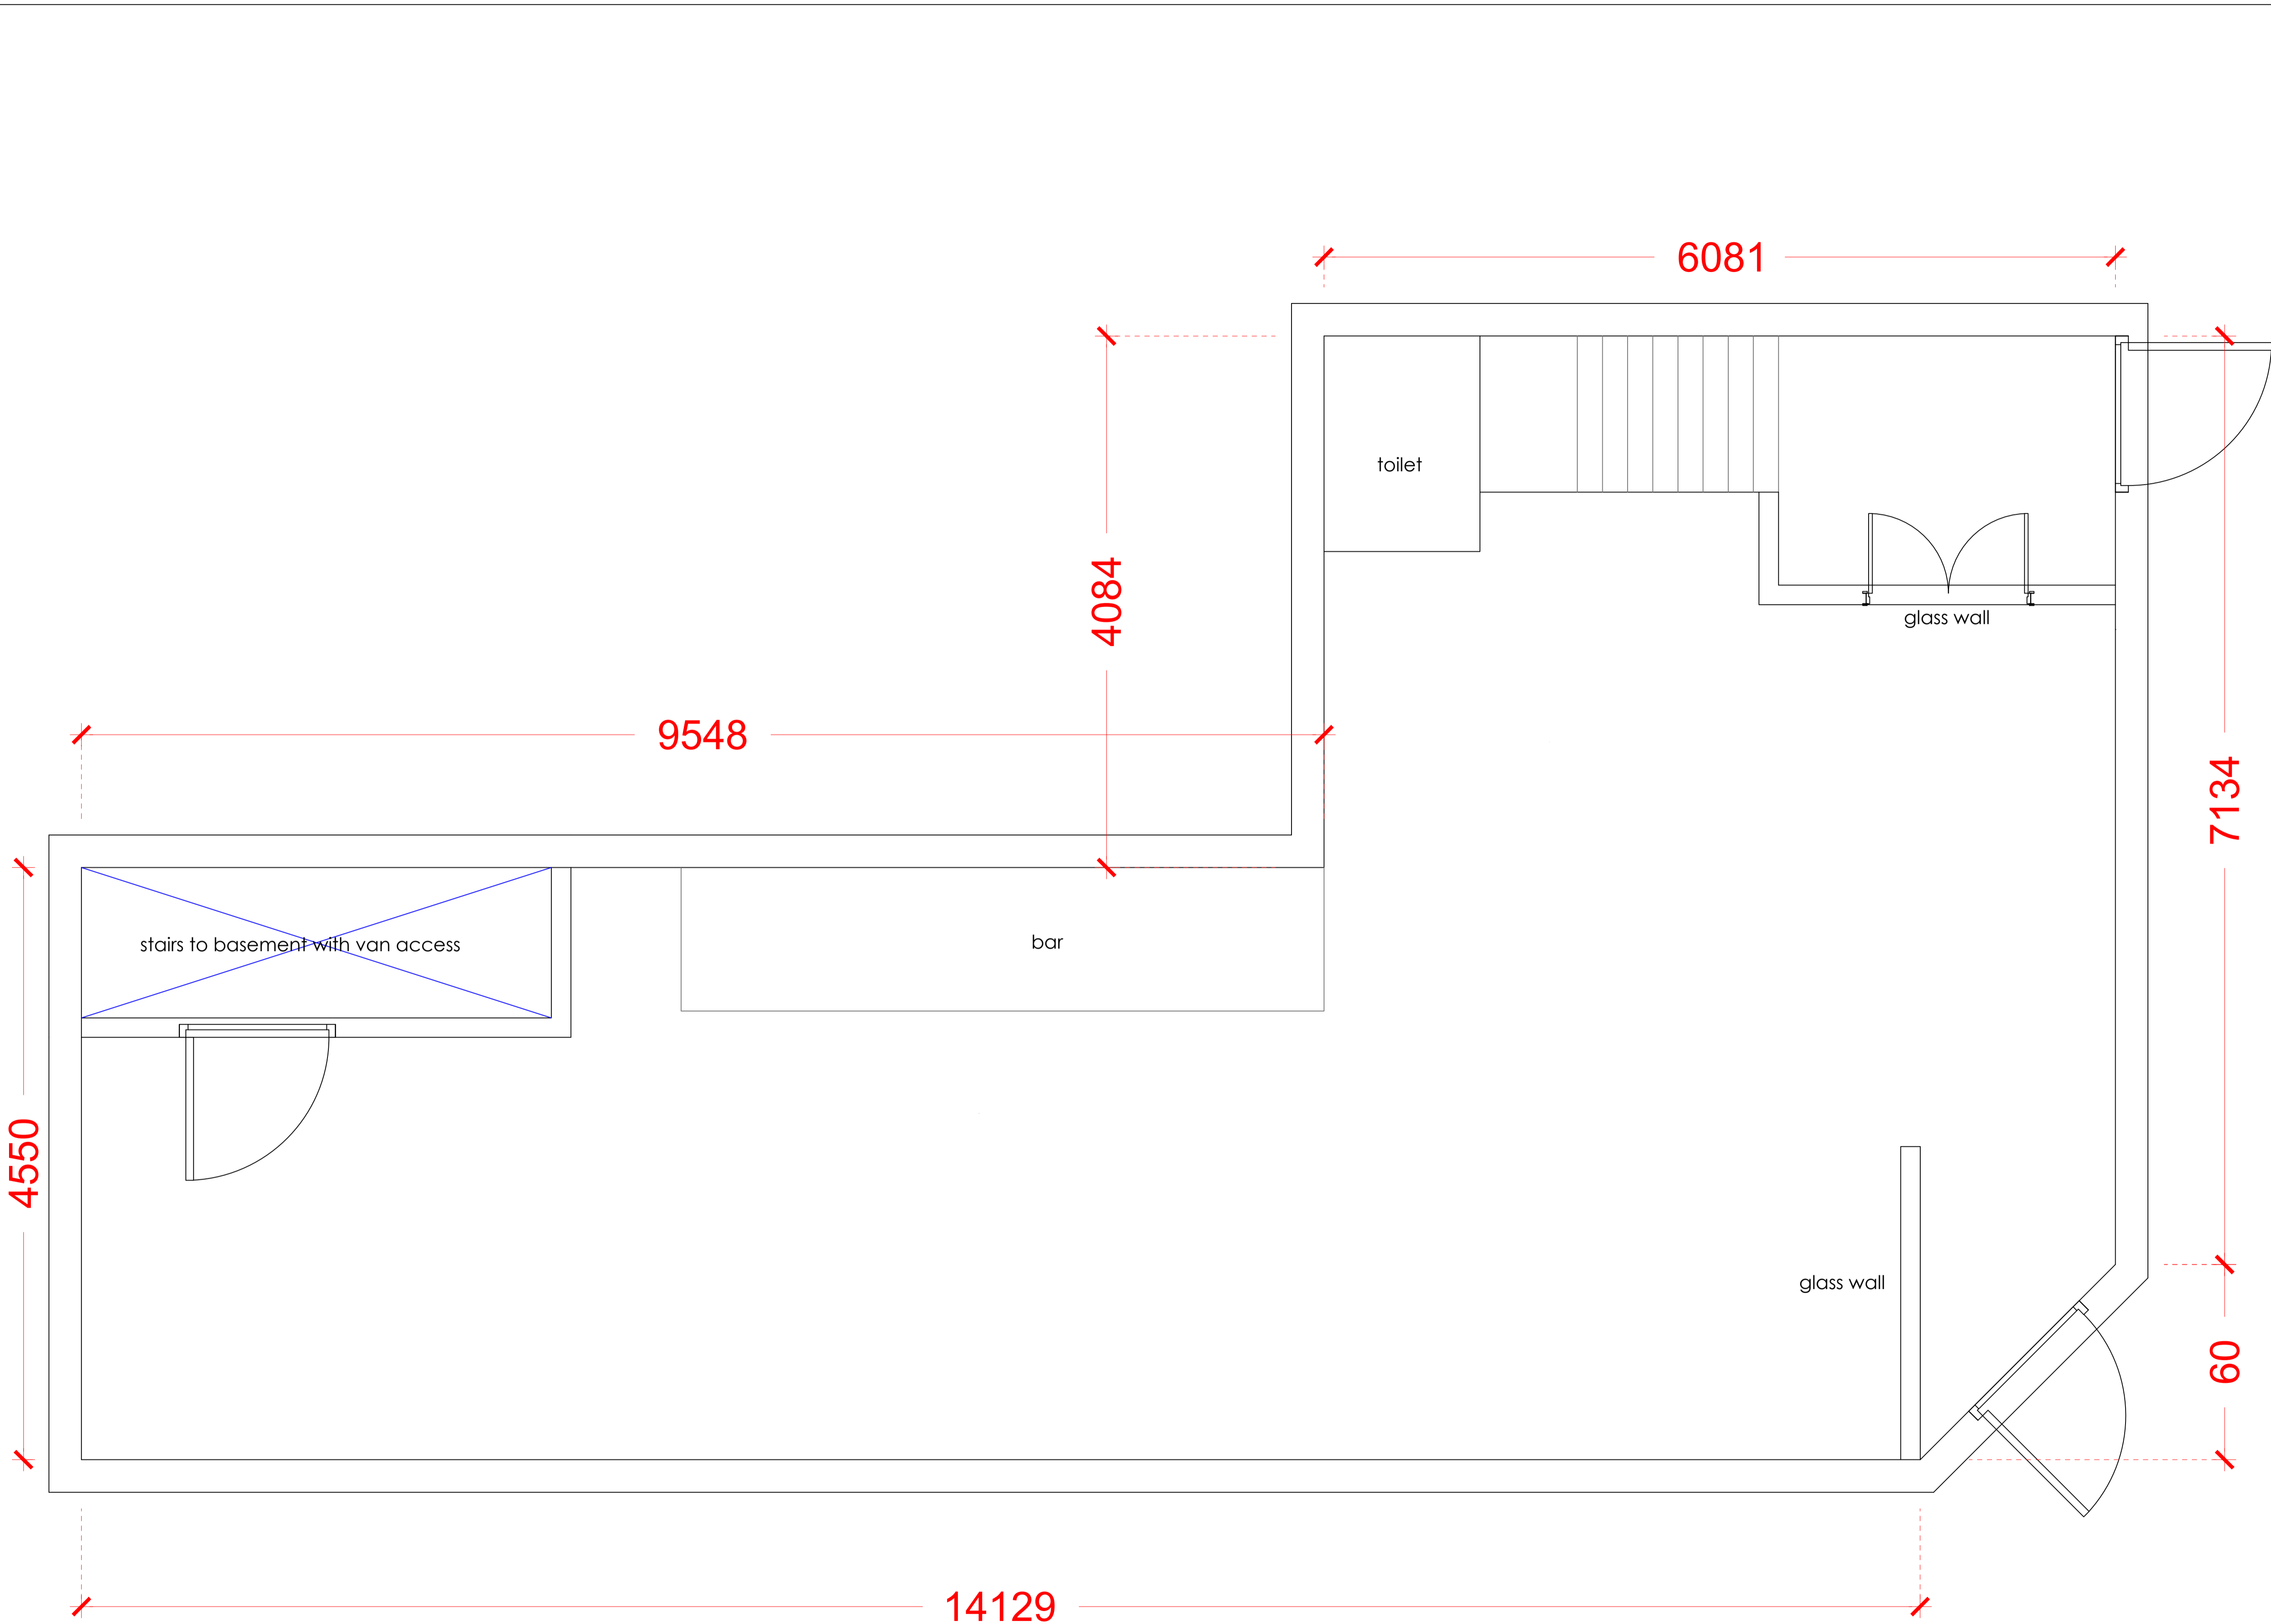 6081
toilet
4084
glass wall
9548
7134
stairs to basement with van access
bar
4550
glass wall
60
14129